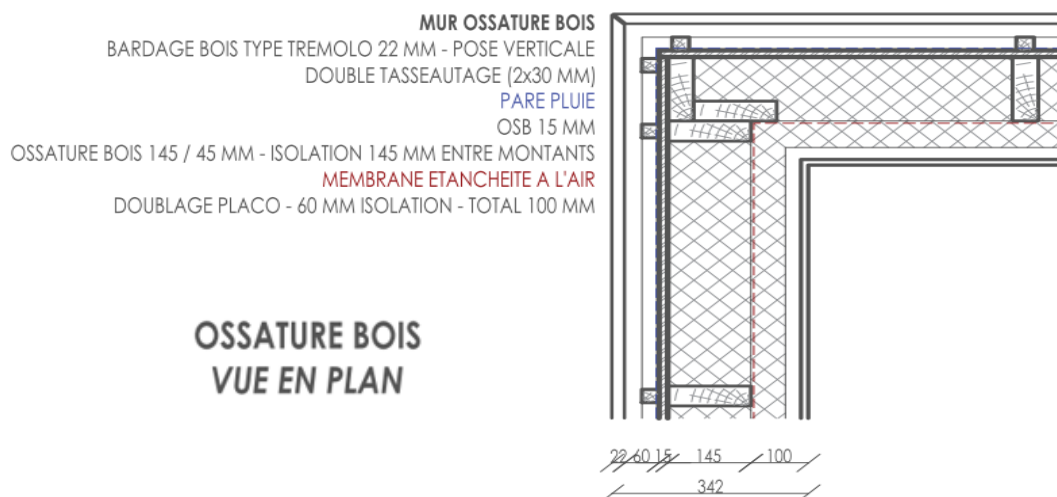 MUR OSSATURE BOIS
BARDAGE BOIS TYPE TREMOLO 22 MM - POSE VERTICALE
DOUBLE TASSEAUTAGE (2x30 MM)
PARE PLUIE
OSB 15 MM
OSSATURE BOIS 145 / 45 MM - ISOLATION 145 MM ENTRE MONTANTS
MEMBRANE ETANCHEITE A L'AIR
DOUBLAGE PLACO - 60 MM ISOLATION - TOTAL 100 MM
OSSATURE BOIS
VUE EN PLAN
22 60 15 145 100
342